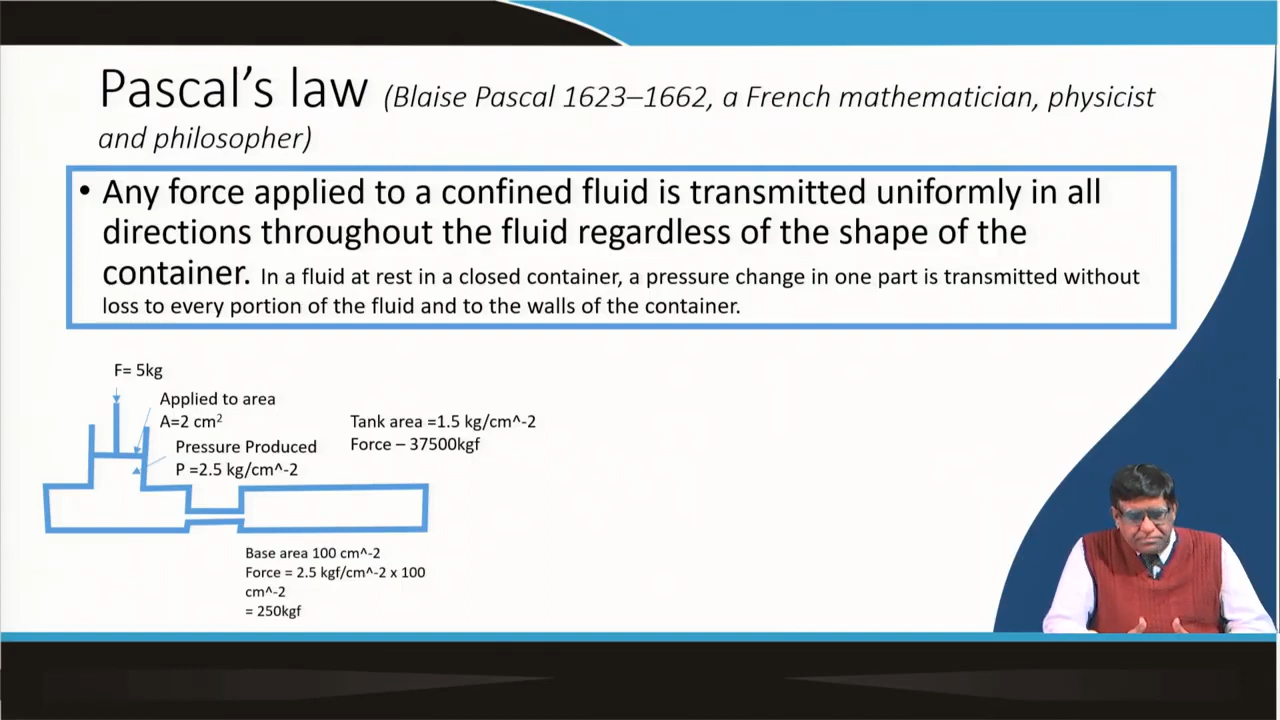 Pascal's law (Blaise Pascal 1623–1662, a French mathematician, physicist
and philosopher)
• Any force applied to a confined fluid is transmitted uniformly in all
directions throughout the fluid regardless of the shape of the
container. In a fluid at rest in a closed container, a pressure change in one part is transmitted without
loss to every portion of the fluid and to the walls of the container.
F= 5kg
Applied to area
A=2 cm²
Pressure Produced
P =2.5 kg/cm^-2
Tank area =1.5 kg/cm^-2
Force – 37500kgf
Base area 100 cm^-2
Force = 2.5 kgf/cm^-2 x 100
cm^-2
= 250kgf